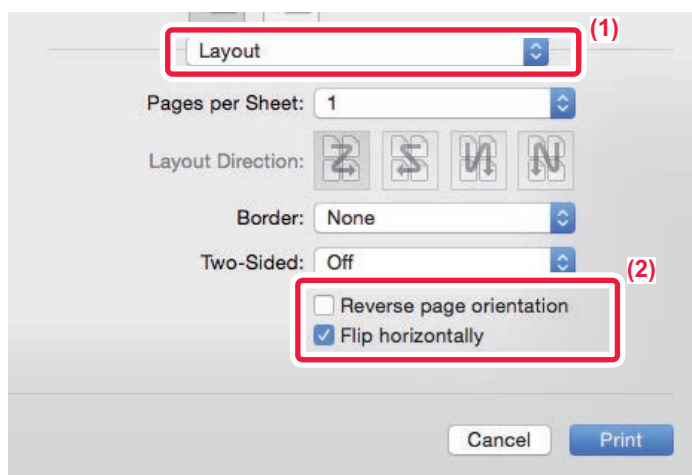 (1)
Layout
Pages per Sheet: 1
Layout Direction:
Border: None
Two-Sided: Off
(2)
Reverse page orientation
Flip horizontally
Cancel Print